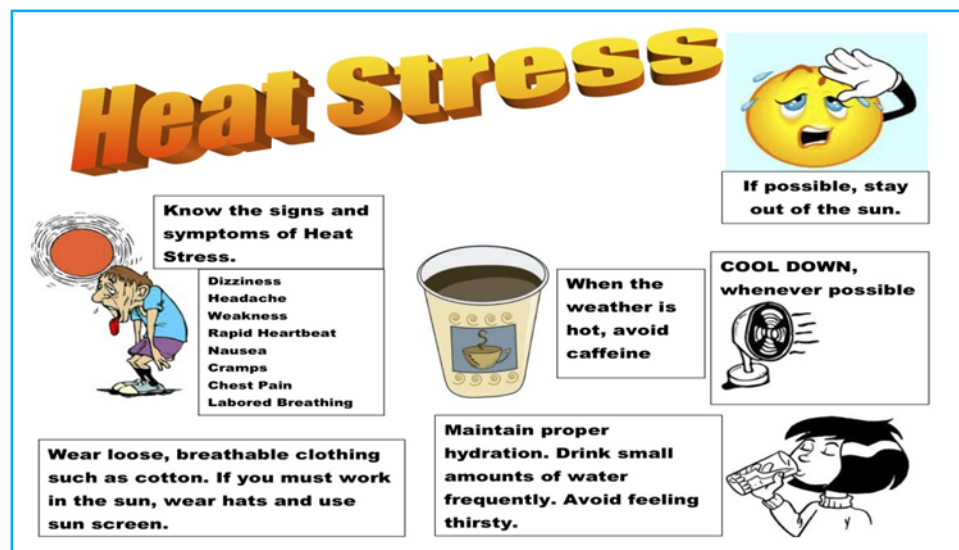 Heat Stress
If possible, stay
out of the sun.
Know the signs and
symptoms of Heat
Stress.
Dizziness
Headache
Weakness
Rapid Heartbeat
Nausea
Cramps
Chest Pain
Labored Breathing
When the
weather is
hot, avoid
caffeine
COOL DOWN,
whenever possible
Wear loose, breathable clothing
such as cotton. If you must work
in the sun, wear hats and use
sun screen.
Maintain proper
hydration. Drink small
amounts of water
frequently. Avoid feeling
thirsty.